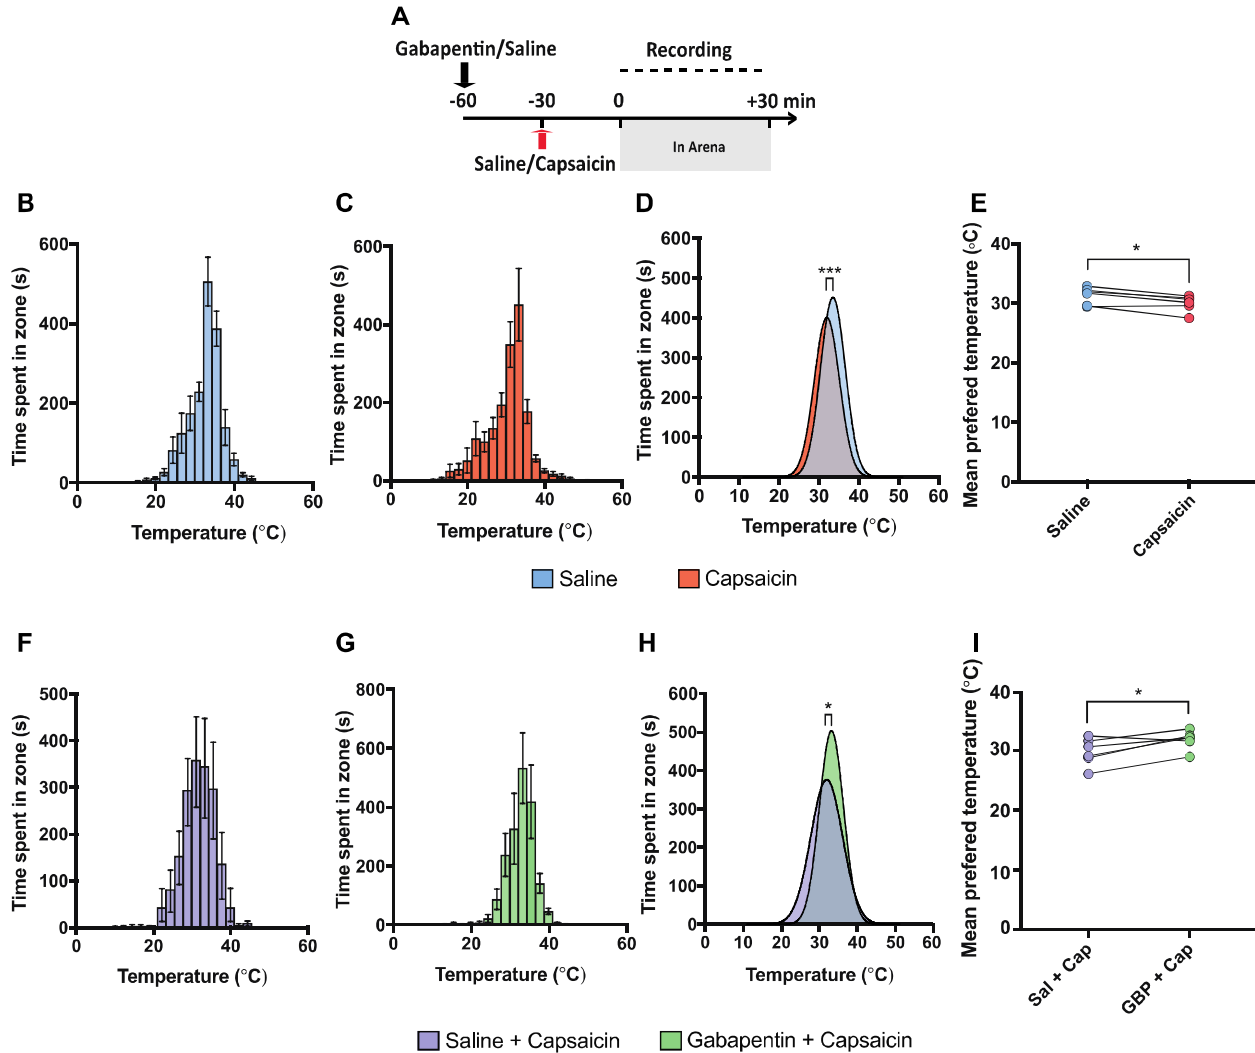 A
Gabapentin/Saline
Recording
-60 -30 0 +30 min
In Arena
Saline/Capsaicin
B
Time spent in zone (s)
600
400
200
0
0 20 40 60
Temperature (°C)
C
Time spent in zone (s)
600
400
200
0
0 20 40 60
Temperature (°C)
D
Time spent in zone (s)
600
500
400
300
200
100
0
***
0 10 20 30 40 50 60
Temperature (°C)
E
Mean prefered temperature (°C)
40
30
20
10
0
*
Saline
Capsaicin
Saline Capsaicin
F
Time spent in zone (s)
500
400
300
200
100
0
0 20 40 60
Temperature (°C)
G
Time spent in zone (s)
800
600
400
200
0
0 20 40 60
Temperature (°C)
H
Time spent in zone (s)
600
500
400
300
200
100
0
*
0 10 20 30 40 50 60
Temperature (°C)
I
Mean prefered temperature (°C)
40
30
20
10
0
*
Sal + Cap
GBP + Cap
Saline + Capsaicin Gabapentin + Capsaicin